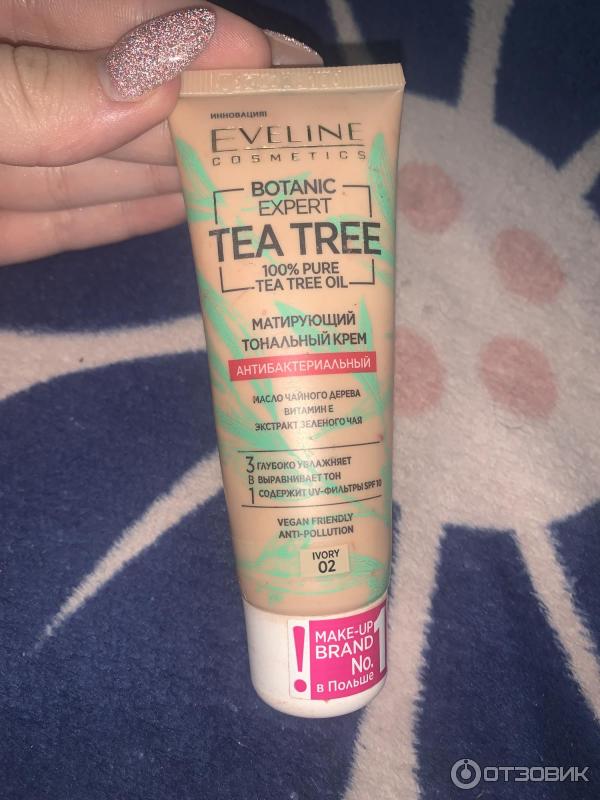 ИННОВАЦИЯ!
EVELINE
COSMETICS
BOTANIC
EXPERT
TEA TREE
100% PURE
TEA TREE OIL
МАТИРУЮЩИЙ
ТОНАЛЬНЫЙ КРЕМ
АНТИБАКТЕРИАЛЬНЫЙ
МАСЛО ЧАЙНОГО ДЕРЕВА
ВИТАМИН Е
ЭКСТРАКТ ЗЕЛЕНОГО ЧАЯ
3 ГЛУБОКО УВЛАЖНЯЕТ
В ВЫРАВНИВАЕТ ТОН
1 СОДЕРЖИТ UV-ФИЛЬТРЫ SPF 10
VEGAN FRIENDLY
ANTI-POLLUTION
IVORY
02
! MAKE-UP
BRAND
No. 1
в Польше
ОТЗОВИК